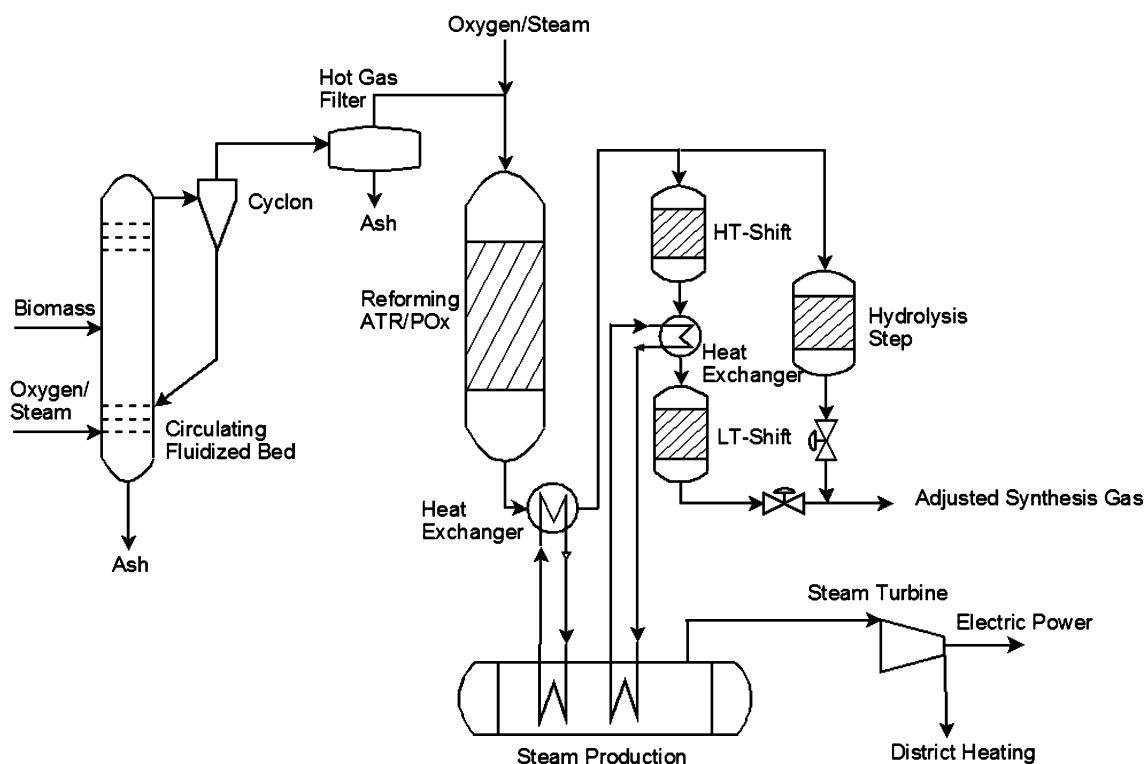 Oxygen/Steam
Hot Gas
Filter
Cyclon
Ash
HT-Shift
Biomass
Reforming
ATR/POx
Hydrolysis
Step
Heat
Exchanger
Oxygen/
Steam
Circulating
Fluidized Bed
LT-Shift
Heat
Exchanger
Adjusted Synthesis Gas
Ash
Steam Turbine
Electric Power
Steam Production
District Heating